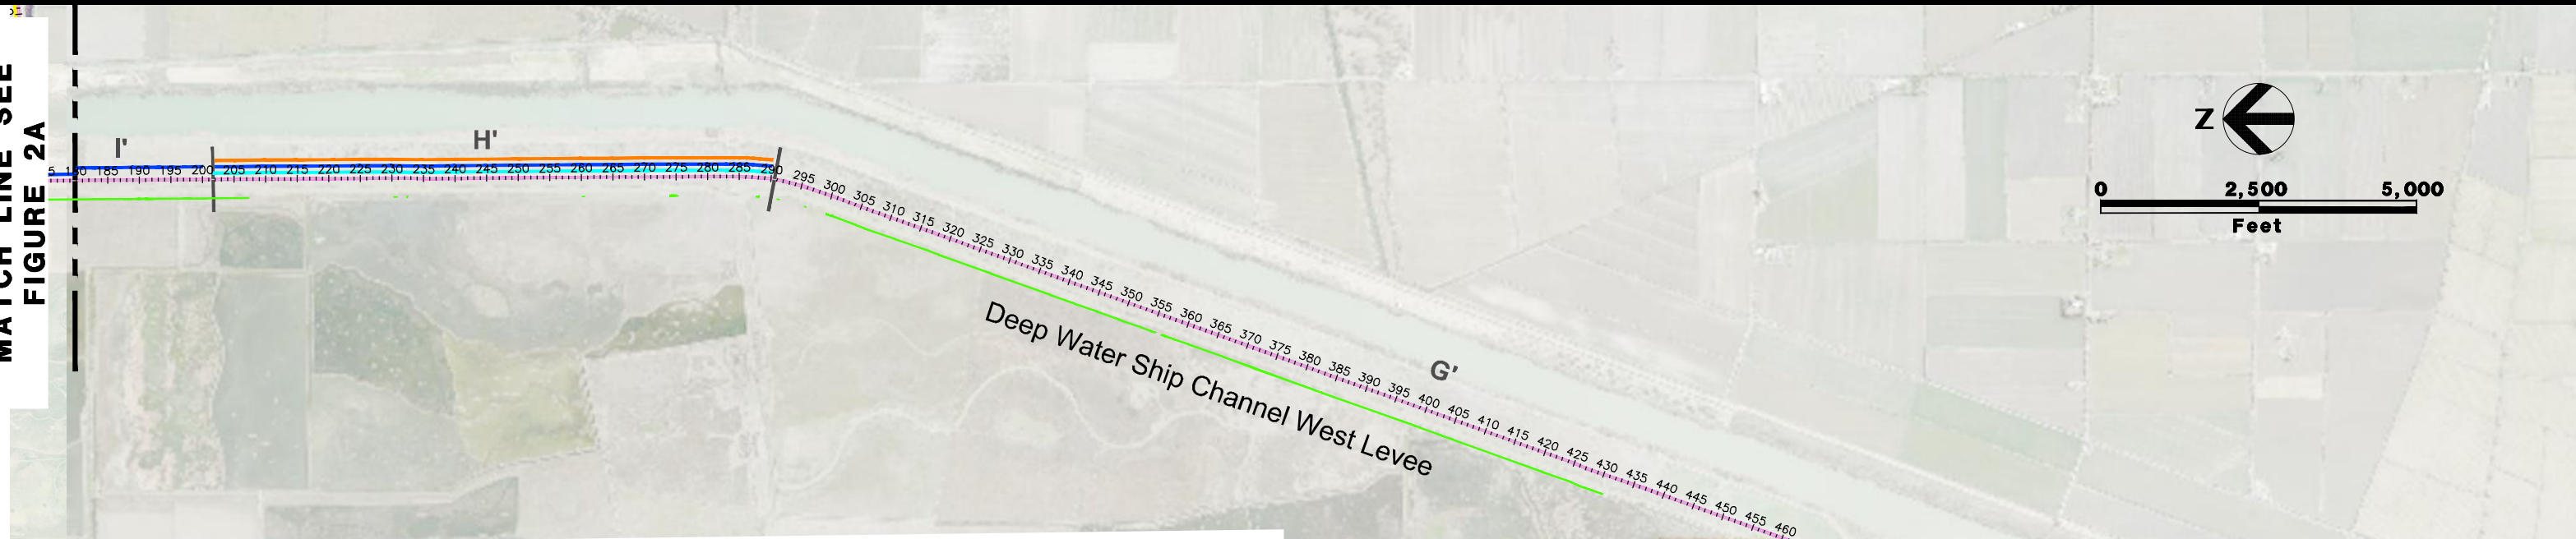 MATCH LINE SEE
FIGURE 2A
I'
H'
G'
185 190 195 200 205 210 215 220 225 230 235 240 245 250 255 260 265 270 275 280 285 290 295 300 305 310 315 320 325 330 335 340 345 350 355 360 365 370 375 380 385 390 395 400 405 410 415 420 425 430 435 440 445 450 455 460
Deep Water Ship Channel West Levee
Z
0 2,500 5,000
Feet